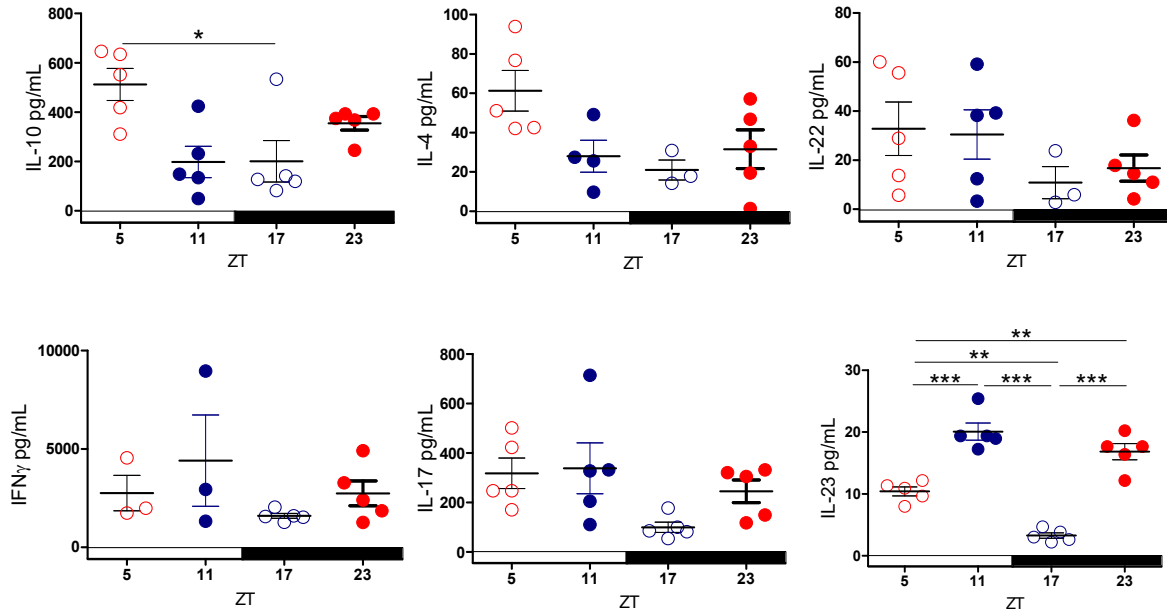 IL-10 pg/mL
800
600
400
200
0
*
5 11 17 23
ZT
IL-4 pg/mL
100
80
60
40
20
0
5 11 17 23
ZT
IL-22 pg/mL
80
60
40
20
0
5 11 17 23
ZT
IFNγ pg/mL
10000
5000
0
5 11 17 23
ZT
IL-17 pg/mL
800
600
400
200
0
5 11 17 23
ZT
IL-23 pg/mL
30
20
10
0
**
**
*** *** ***
5 11 17 23
ZT